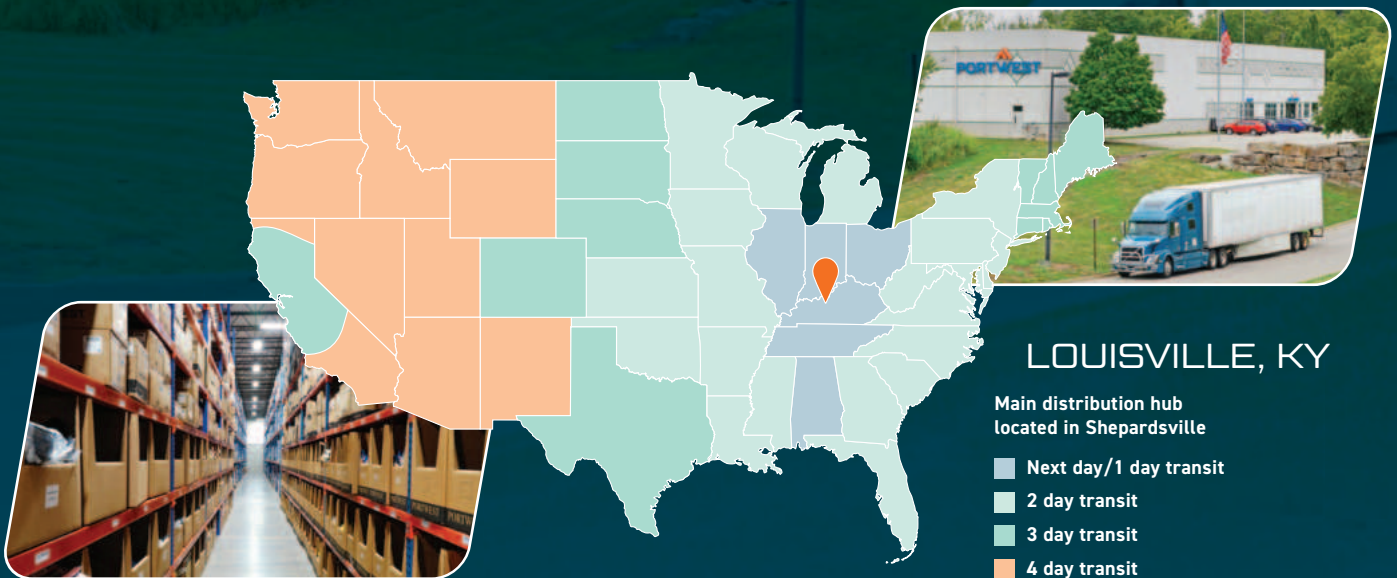 PORTWEST
LOUISVILLE, KY
Main distribution hub
located in Shepardsville
Next day/1 day transit
2 day transit
3 day transit
4 day transit
PORTWEST